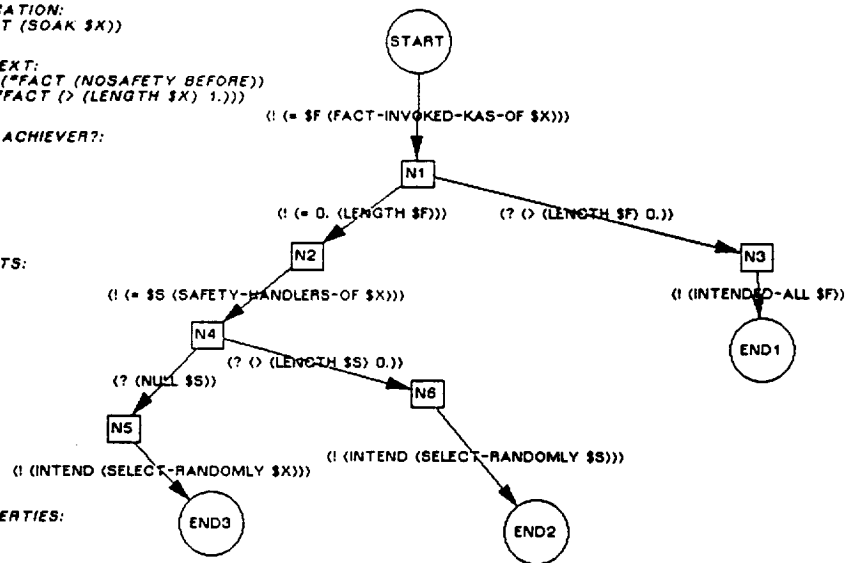 CATION:
T (SOAK $X))
EXT:
(*FACT (NOSAFETY BEFORE))
FACT (> (LENGTH $X) 1.)))
ACHIEVER?:
TS:
ERTIES:
START
(! (= $F (FACT-INVOKED-KAS-OF $X)))
N1
(! (= 0. (LENGTH $F)))
(? (> (LENGTH $F) 0.))
N2
N3
(! (= $S (SAFETY-HANDLERS-OF $X)))
(! (INTENDED-ALL $F))
N4
END1
(? (> (LENGTH $S) 0.))
(? (NULL $S))
N6
N5
(! (INTEND (SELECT-RANDOMLY $S)))
(! (INTEND (SELECT-RANDOMLY $X)))
END3
END2